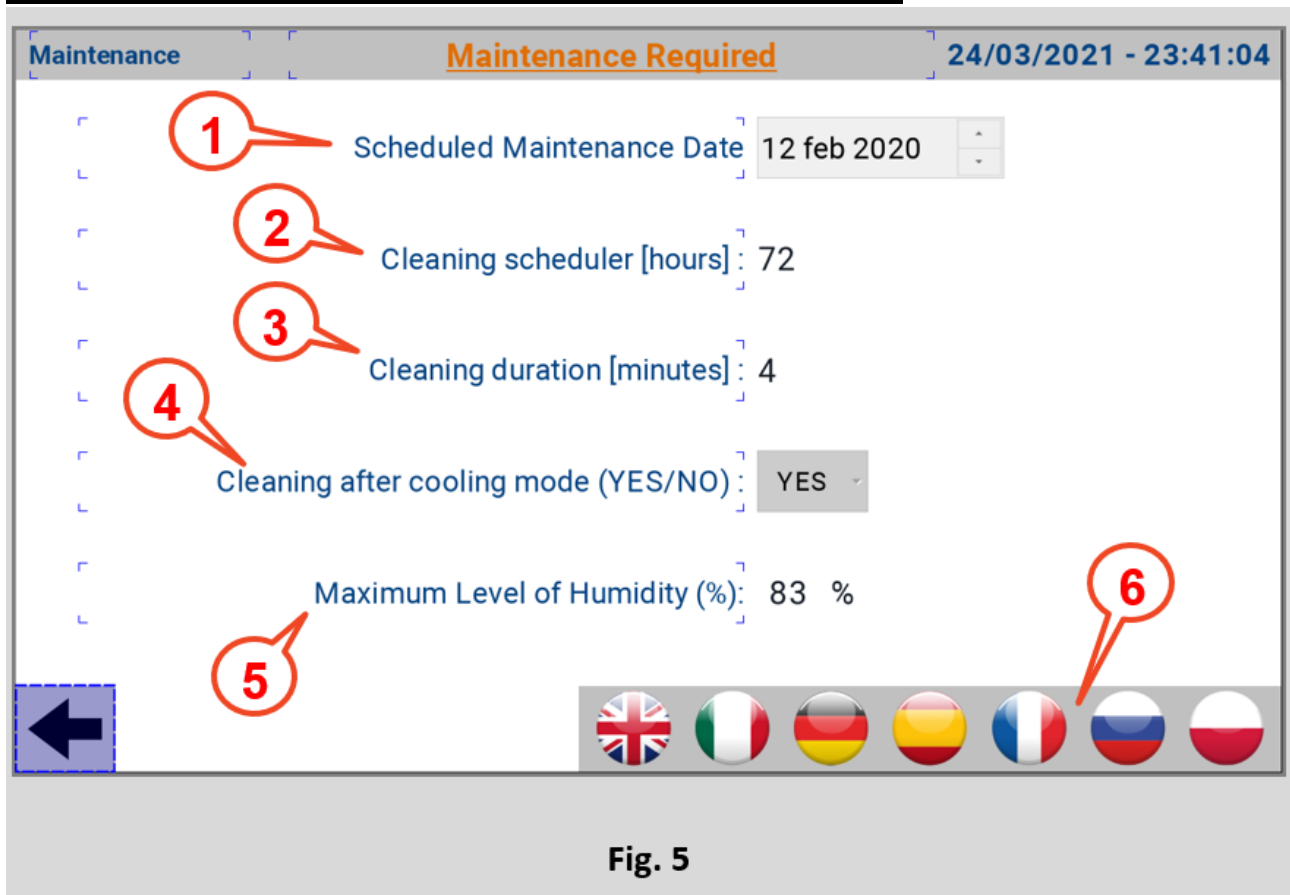 Maintenance Maintenance Required 24/03/2021 - 23:41:04
1 Scheduled Maintenance Date 12 feb 2020
2 Cleaning scheduler [hours] : 72
3 Cleaning duration [minutes] : 4
4 Cleaning after cooling mode (YES/NO) : YES
5 Maximum Level of Humidity (%): 83 %
6
Fig. 5